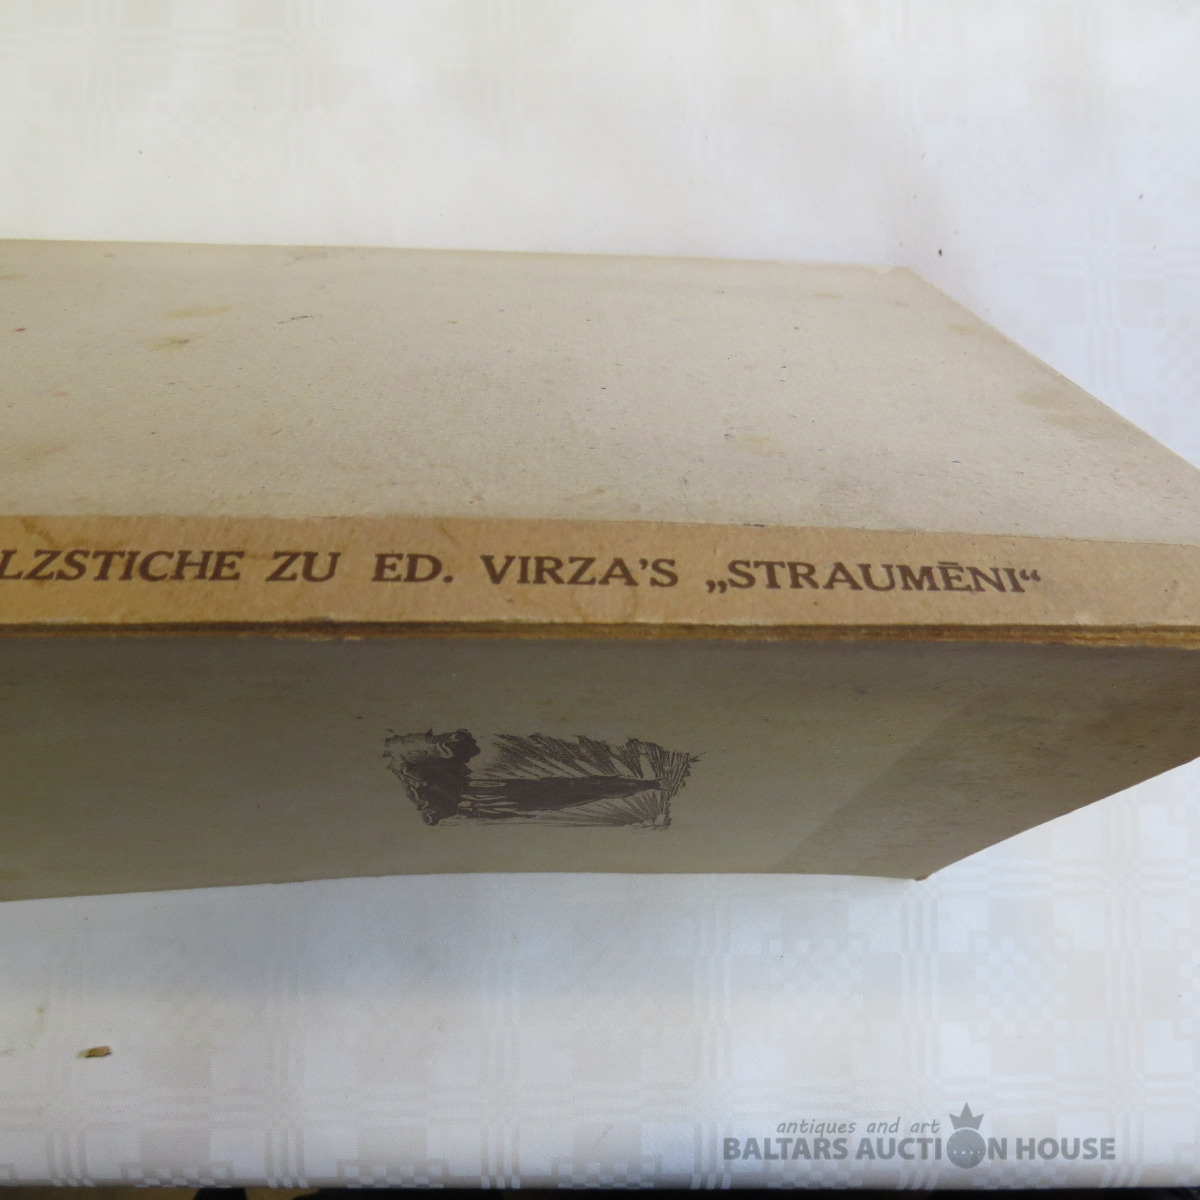 LZSTICHE ZU ED. VIRZA'S „STRAUMĒNI“
antiques and art
BALTARS AUCTION HOUSE